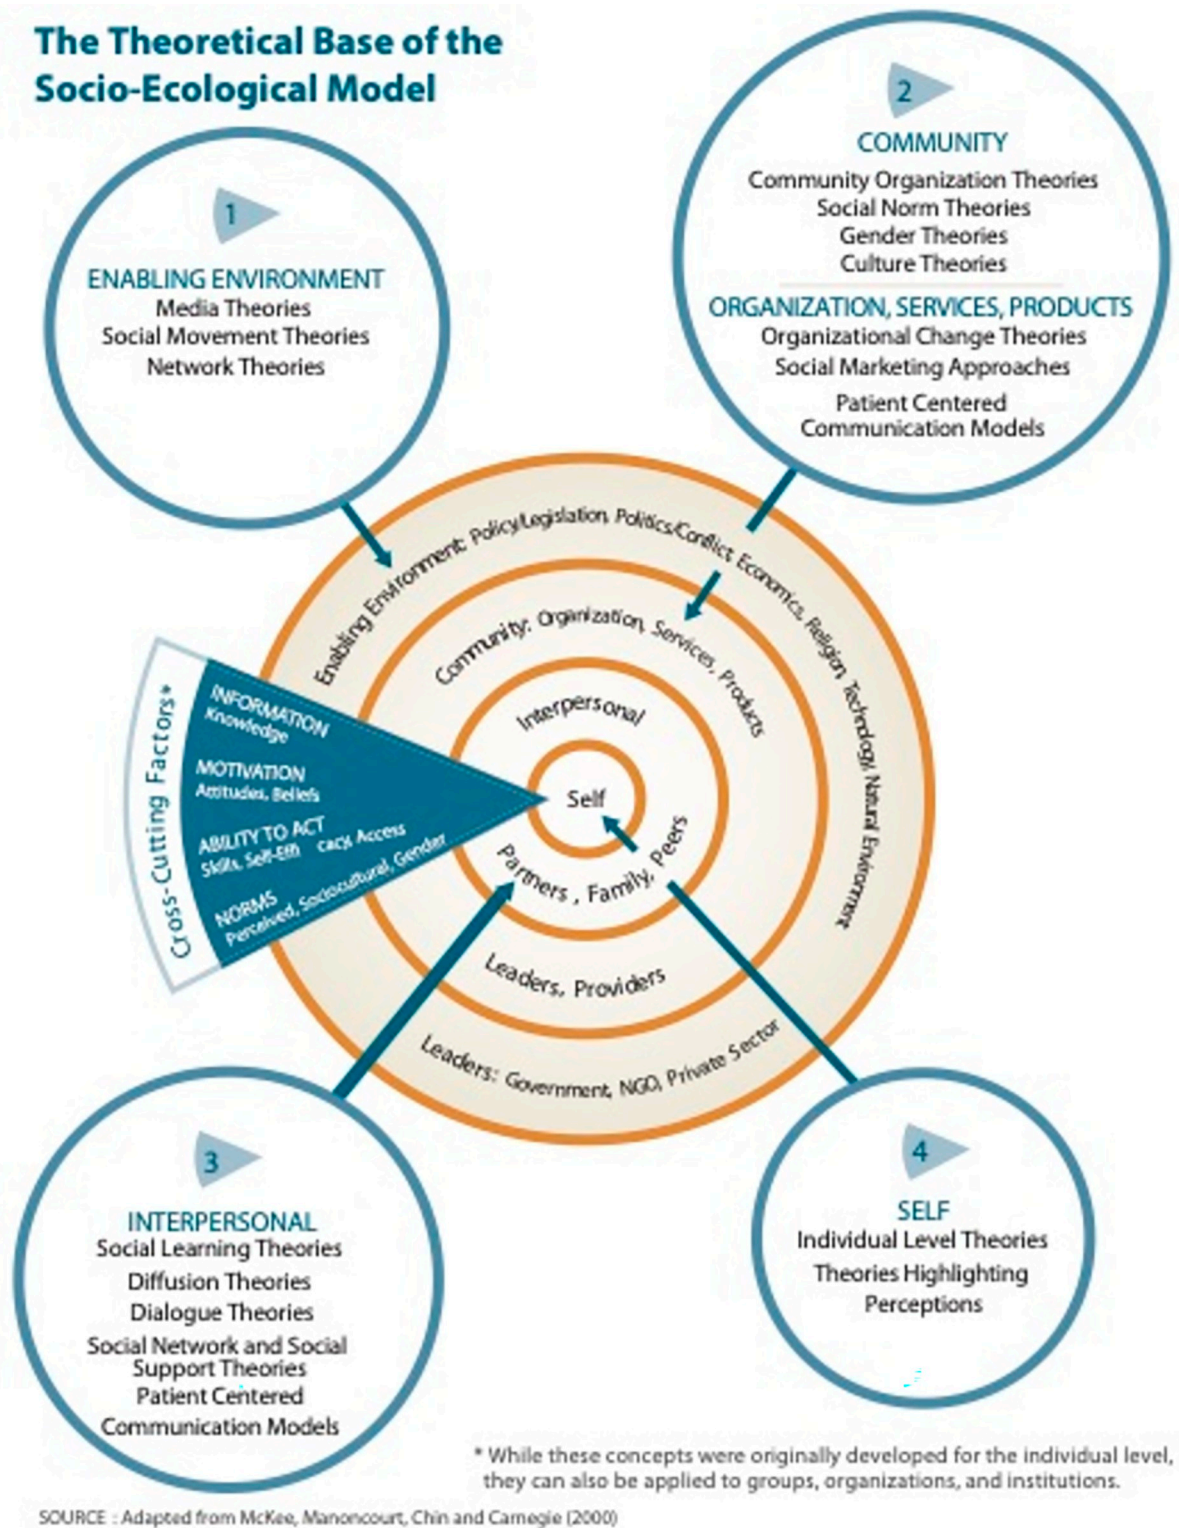 The Theoretical Base of the
Socio-Ecological Model
1
ENABLING ENVIRONMENT
Media Theories
Social Movement Theories
Network Theories
2
COMMUNITY
Community Organization Theories
Social Norm Theories
Gender Theories
Culture Theories
ORGANIZATION, SERVICES, PRODUCTS
Organizational Change Theories
Social Marketing Approaches
Patient Centered
Communication Models
Enabling Environment: Policy/Legislation, Politics/Conflict, Economics, Religion, Technology, Natural Environment
Community: Organization, Services, Products
Interpersonal
Self
Partners, Family, Peers
Leaders, Providers
Leaders: Government, NGO, Private Sector
Cross-Cutting Factors*
INFORMATION
Knowledge
MOTIVATION
Attitudes, Beliefs
ABILITY TO ACT
Skills, Self-Effi cacy, Access
NORMS
Perceived, Sociocultural, Gender
3
INTERPERSONAL
Social Learning Theories
Diffusion Theories
Dialogue Theories
Social Network and Social
Support Theories
Patient Centered
Communication Models
4
SELF
Individual Level Theories
Theories Highlighting
Perceptions
* While these concepts were originally developed for the individual level,
they can also be applied to groups, organizations, and institutions.
SOURCE : Adapted from McKee, Manoncourt, Chin and Carnegie (2000)